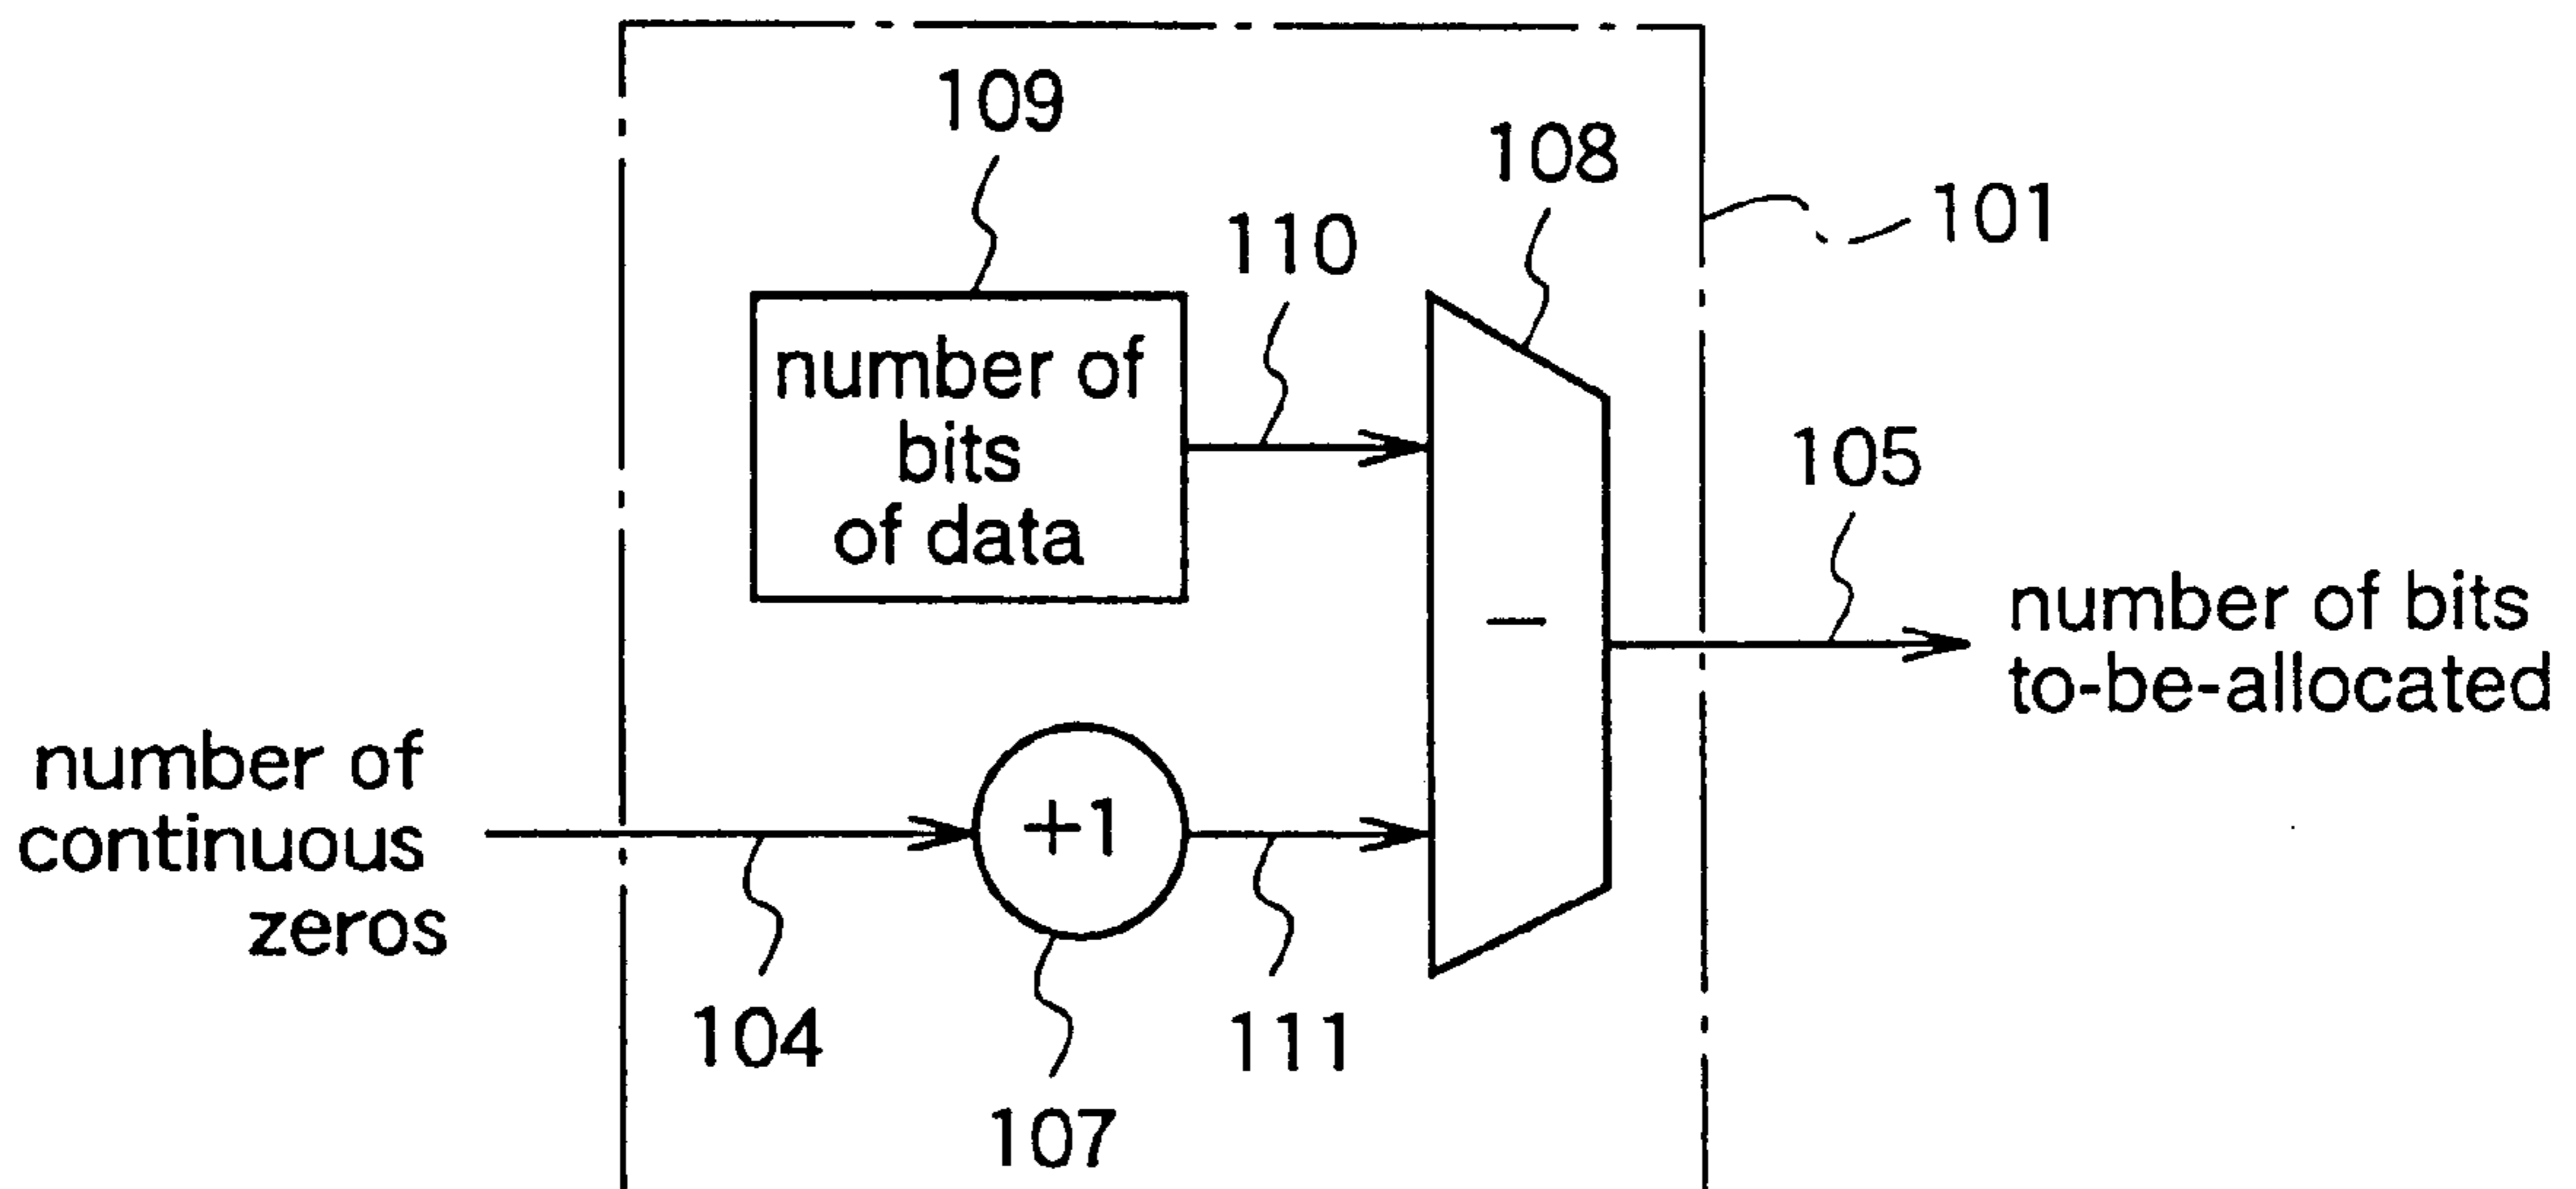 109
108
101
110
number of
bits
of data
105
−
number of bits
to-be-allocated
number of
continuous
zeros
+1
104
111
107